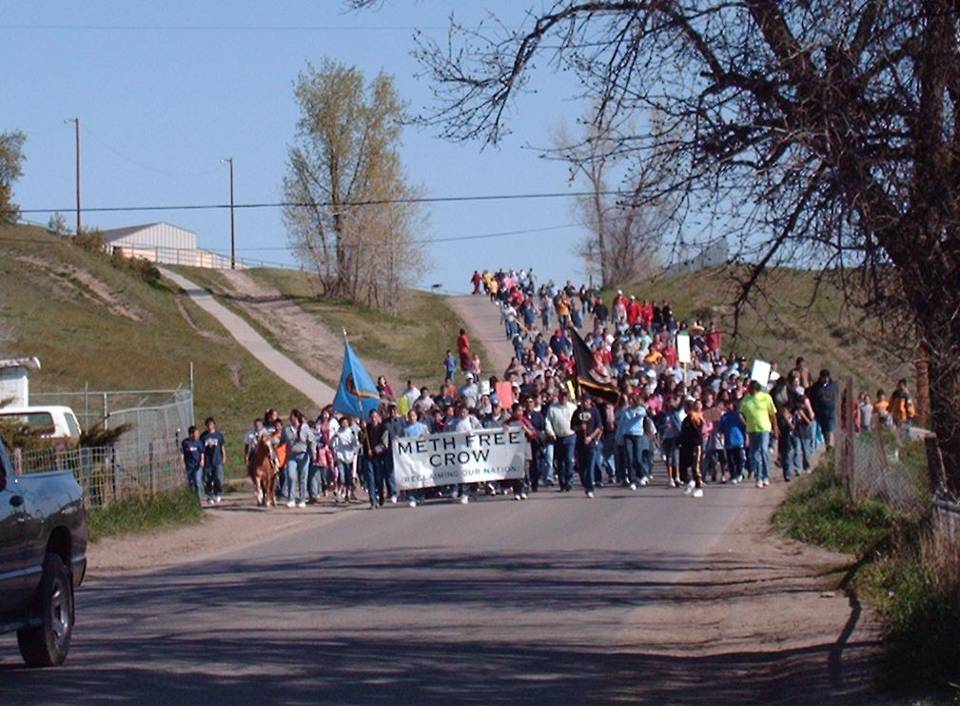 METH FREE
CROW
(RECLAIMING OUR NATION)